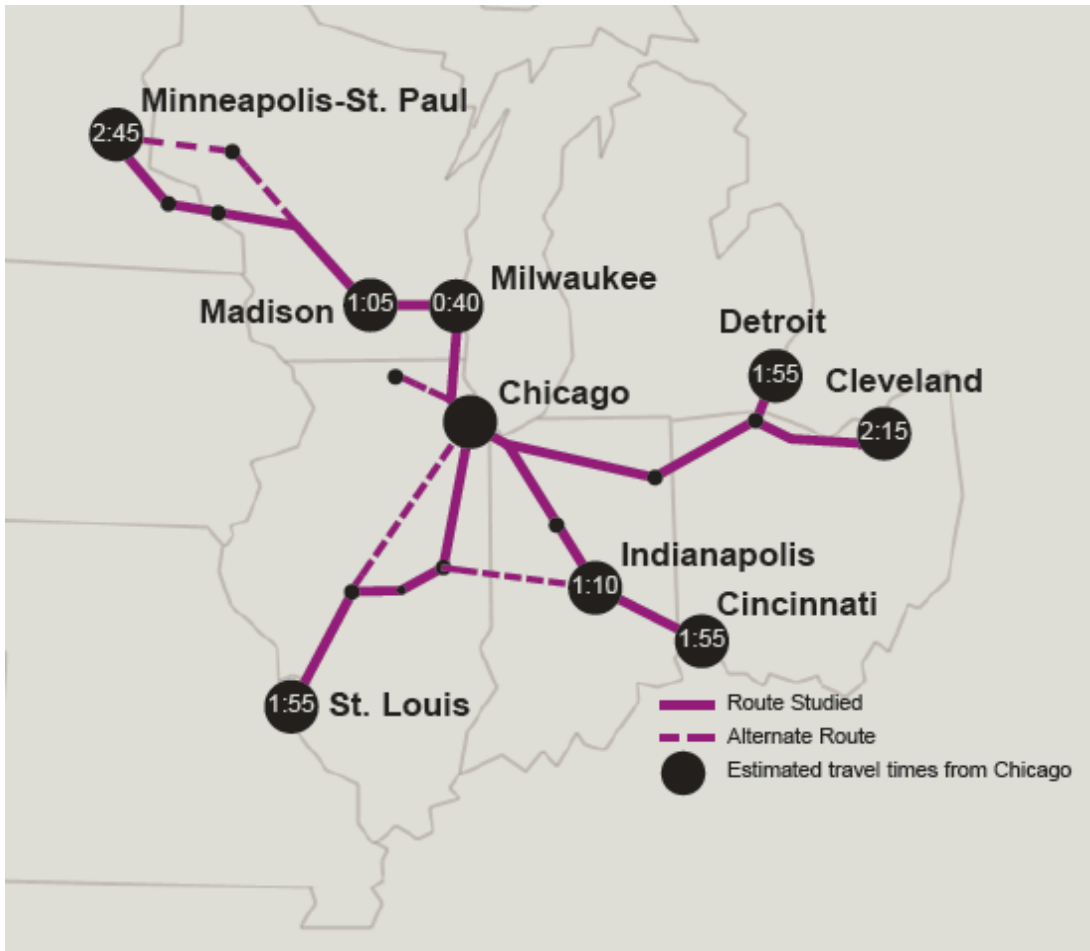 Minneapolis-St. Paul
2:45
Milwaukee
Madison
1:05
0:40
Detroit
1:55
Cleveland
Chicago
2:15
Indianapolis
1:10
Cincinnati
1:55
St. Louis
1:55
Route Studied
Alternate Route
Estimated travel times from Chicago